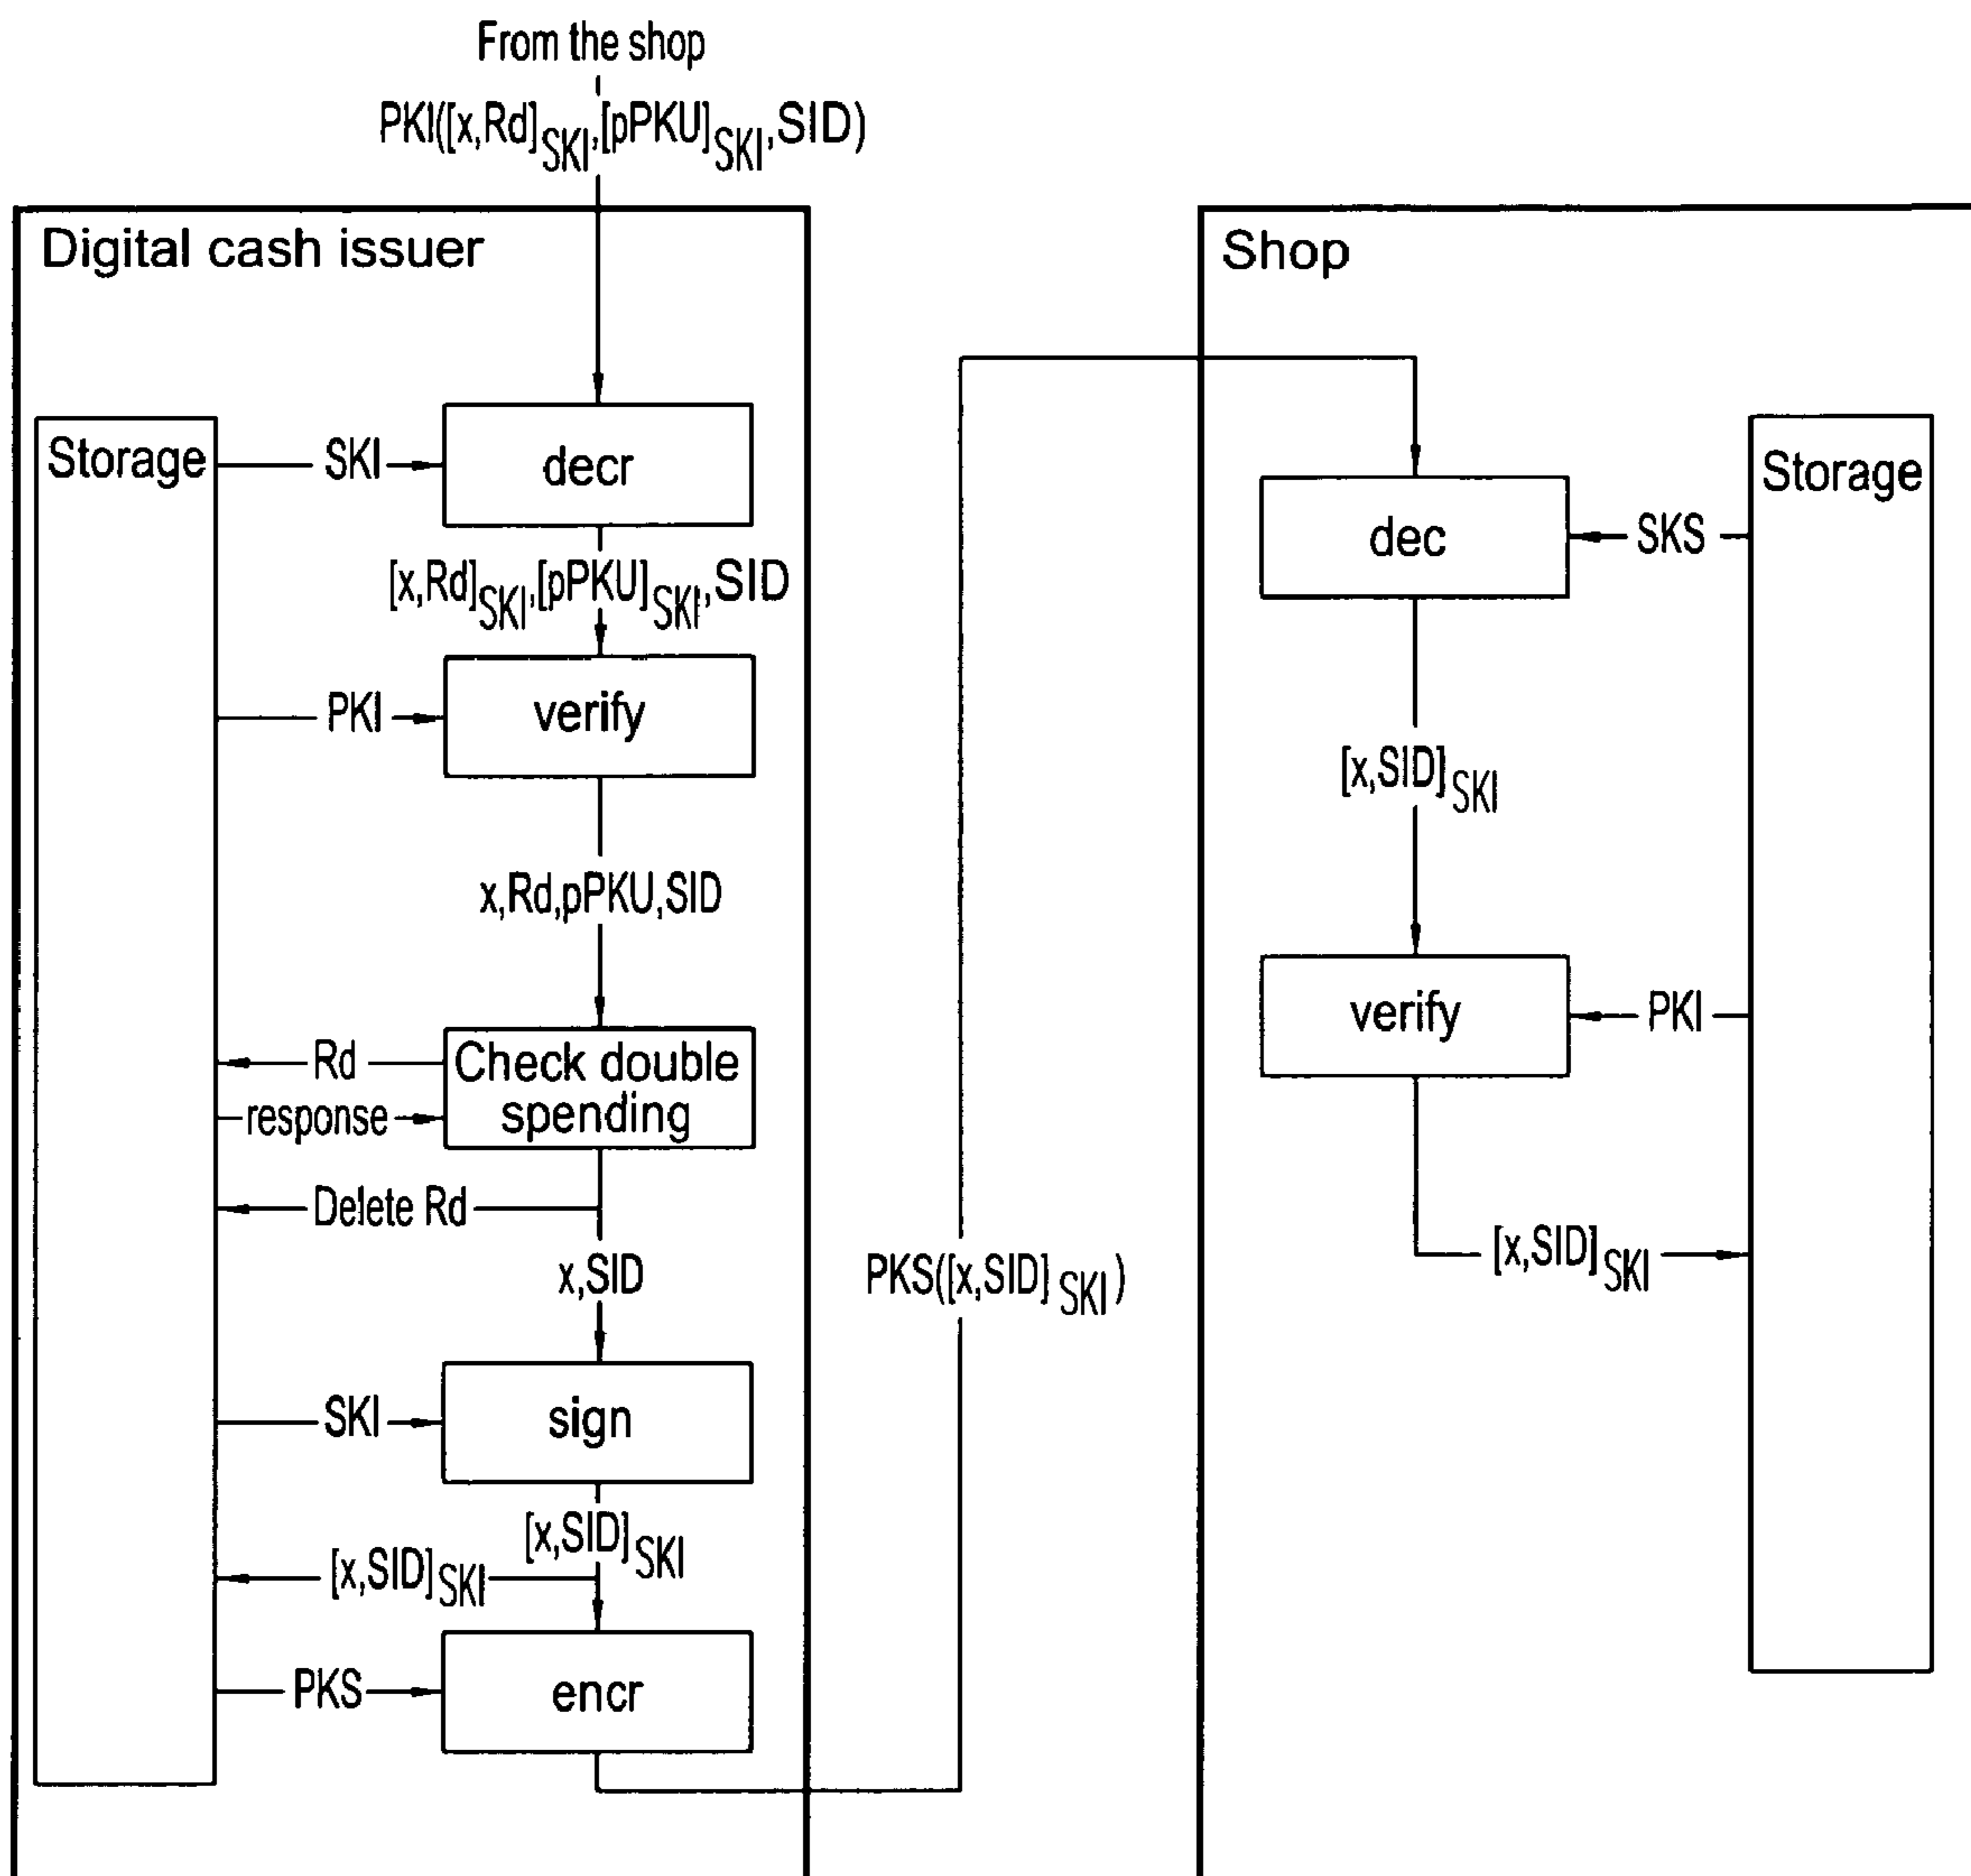 From the shop
PKI([x,Rd]SKI,[pPKU]SKI,SID)
Digital cash issuer
Storage
SKI
decr
[x,Rd]SKI,[pPKU]SKI,SID
PKI
verify
x,Rd,pPKU,SID
Rd
response
Check double
spending
Delete Rd
x,SID
SKI
sign
[x,SID]SKI
[x,SID]SKI
PKS
encr
PKS([x,SID]SKI)
Shop
Storage
dec
SKS
[x,SID]SKI
verify
PKI
[x,SID]SKI